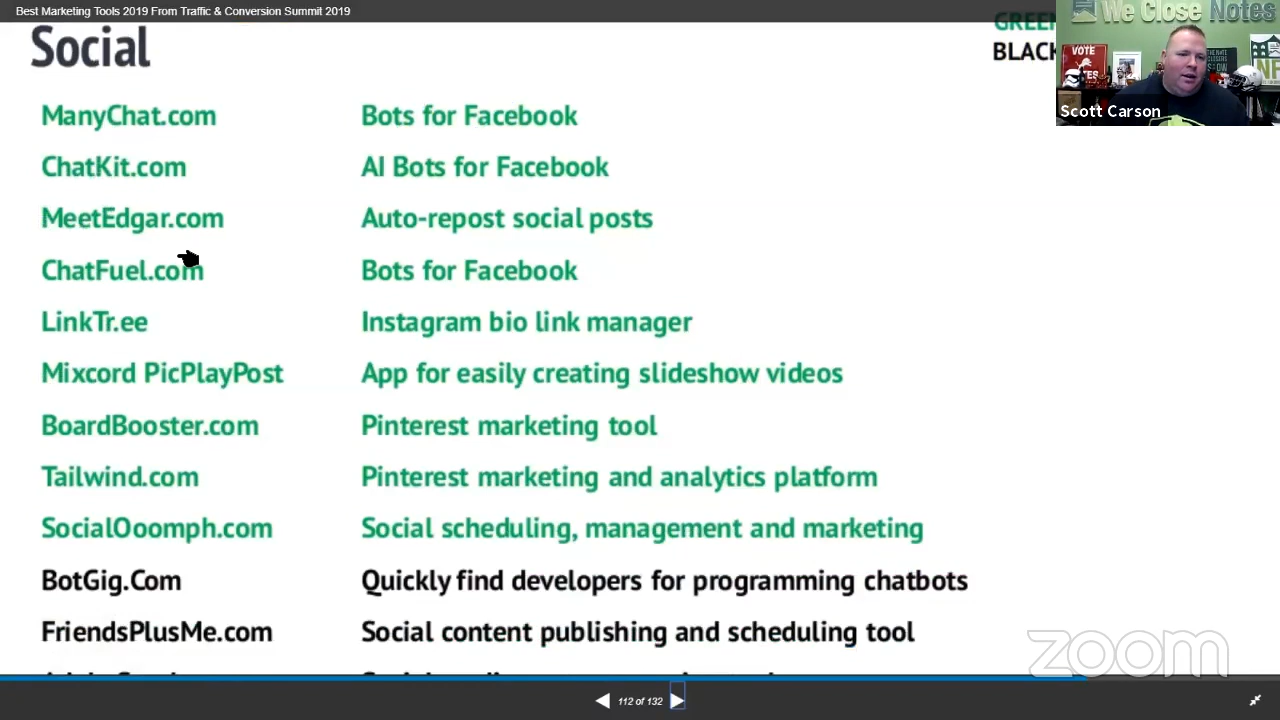 Best Marketing Tools 2019 From Traffic & Conversion Summit 2019
Social
GREEN
BLACK
We Close Notes
VOTE
Scott Carson
ManyChat.com Bots for Facebook
ChatKit.com AI Bots for Facebook
MeetEdgar.com Auto-repost social posts
ChatFuel.com Bots for Facebook
LinkTr.ee Instagram bio link manager
Mixcord PicPlayPost App for easily creating slideshow videos
BoardBooster.com Pinterest marketing tool
Tailwind.com Pinterest marketing and analytics platform
SocialOoomph.com Social scheduling, management and marketing
BotGig.Com Quickly find developers for programming chatbots
FriendsPlusMe.com Social content publishing and scheduling tool
zoom
112 of 132